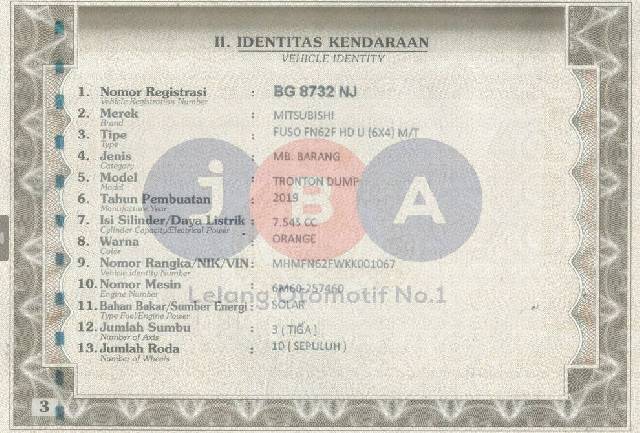 II. IDENTITAS KENDARAAN
VEHICLE IDENTITY
1. Nomor Registrasi : BG 8732 NJ
Vehicle Registration Number
2. Merek : MITSUBISHI
Brand
3. Tipe : FUSO FN62F HD U (6X4) M/T
Type
4. Jenis : MB. BARANG
Category
5. Model : TRONTON DUMP
Model
6. Tahun Pembuatan : 2019
Manufacture Year
7. Isi Silinder/Daya Listrik : 7.545 CC
Cylinder Capacity/Electrical Power
8. Warna : ORANGE
Color
9. Nomor Rangka/NIK/VIN : MHMFN62FWKK001067
Vehicle Identity Number
10. Nomor Mesin : 6M60-257460
Engine Number
11. Bahan Bakar/Sumber Energi : SOLAR
Type Fuel/Engine Power
12. Jumlah Sumbu : 3 ( TIGA )
Number of Axis
13. Jumlah Roda : 10 ( SEPULUH )
Number of Wheels
3
JBA
Lelang Otomotif No.1